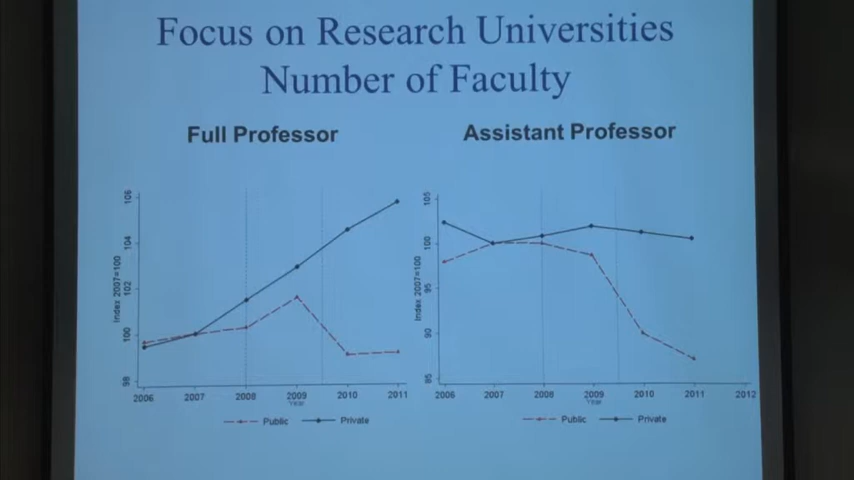 Focus on Research Universities
Number of Faculty
Full Professor
Assistant Professor
Index 2007=100
98
100
102
104
106
2006 2007 2008 2009 2010 2011
Year
Public Private
Index 2007=100
85
90
95
100
105
2006 2007 2008 2009 2010 2011 2012
Year
Public Private